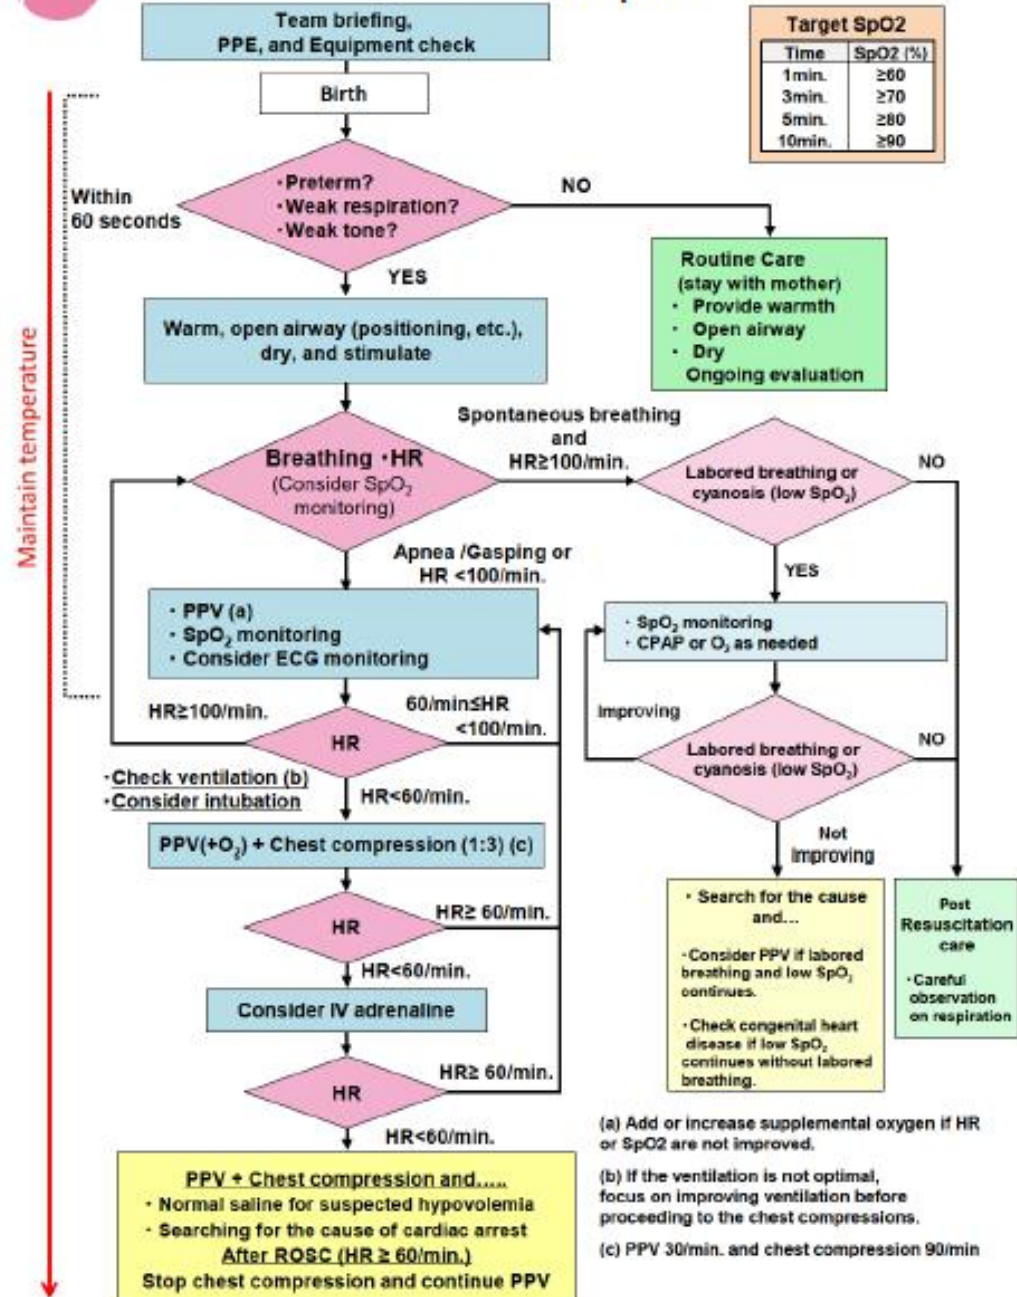 Team briefing,
PPE, and Equipment check
Target SpO2
Time SpO2 (%)
1min. ≥60
3min. ≥70
5min. ≥80
10min. ≥90
Birth
Within
60 seconds
・Preterm?
・Weak respiration?
・Weak tone?
NO
YES
Routine Care
(stay with mother)
・ Provide warmth
・ Open airway
・ Dry
Ongoing evaluation
Warm, open airway (positioning, etc.),
dry, and stimulate
Maintain temperature
Breathing ・HR
(Consider SpO₂
monitoring)
Spontaneous breathing
and
HR≥100/min.
Labored breathing or
cyanosis (low SpO₂)
NO
YES
Apnea /Gasping or
HR <100/min.
・ PPV (a)
・ SpO₂ monitoring
・ Consider ECG monitoring
・ SpO₂ monitoring
・ CPAP or O₂ as needed
HR≥100/min.
60/min≤HR
<100/min.
HR
Improving
Labored breathing or
cyanosis (low SpO₂)
NO
・Check ventilation (b)
・Consider intubation
HR<60/min.
Not
Improving
PPV(+O₂) + Chest compression (1:3) (c)
HR
HR≥ 60/min.
HR<60/min.
・ Search for the cause
and…
・Consider PPV if labored
breathing and low SpO₂
continues.
・Check congenital heart
disease if low SpO₂
continues without labored
breathing.
Post
Resuscitation
care
・Careful
observation
on respiration
Consider IV adrenaline
HR
HR≥ 60/min.
HR<60/min.
PPV + Chest compression and…..
・ Normal saline for suspected hypovolemia
・ Searching for the cause of cardiac arrest
After ROSC (HR ≥ 60/min.)
Stop chest compression and continue PPV
(a) Add or increase supplemental oxygen if HR
or SpO2 are not improved.
(b) If the ventilation is not optimal,
focus on improving ventilation before
proceeding to the chest compressions.
(c) PPV 30/min. and chest compression 90/min